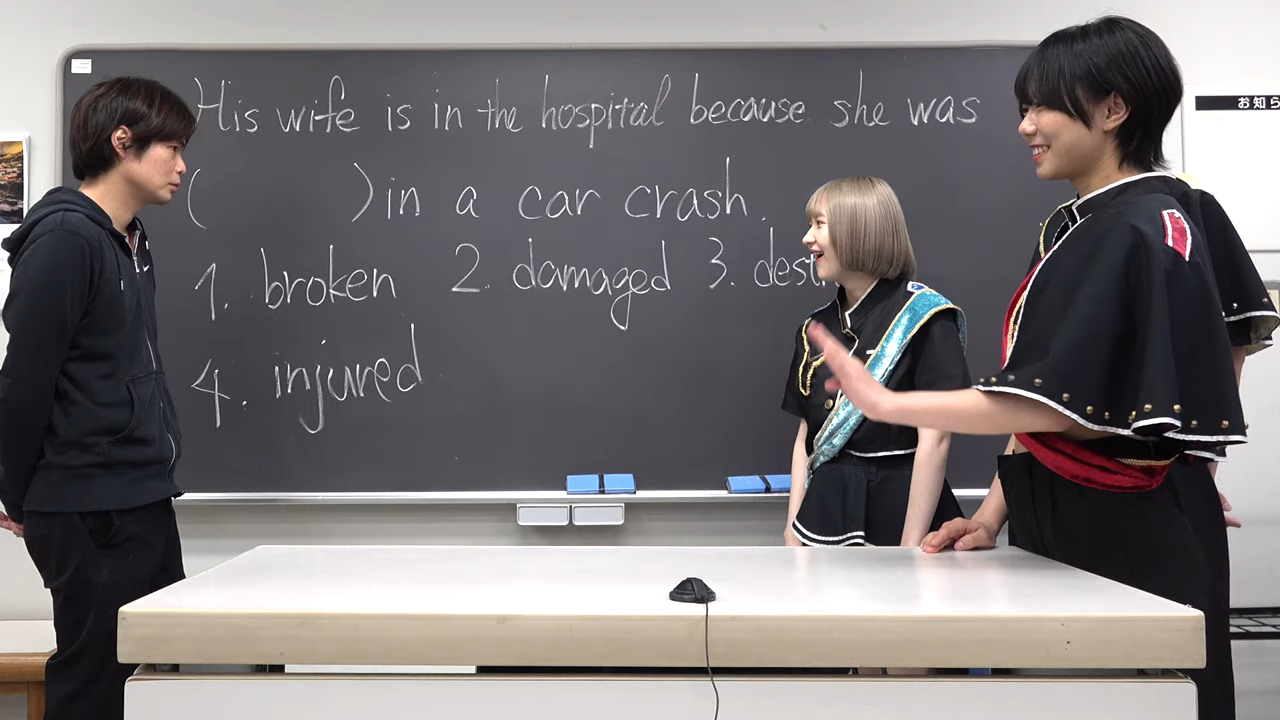 His wife is in the hospital because she was
( ) in a car crash.
1. broken 2. damaged 3. dest
4. injured
お知ら